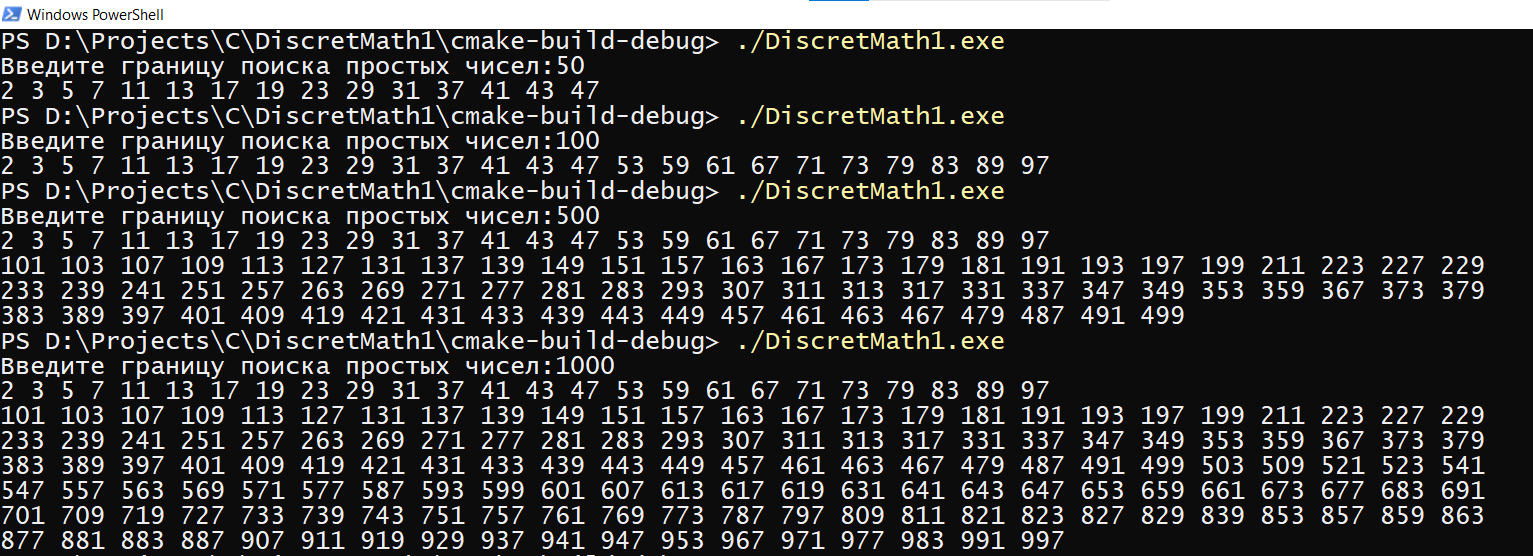 Windows PowerShell
PS D:\Projects\C\DiscretMath1\cmake-build-debug> ./DiscretMath1.exe
Введите границу поиска простых чисел:50
2 3 5 7 11 13 17 19 23 29 31 37 41 43 47
PS D:\Projects\C\DiscretMath1\cmake-build-debug> ./DiscretMath1.exe
Введите границу поиска простых чисел:100
2 3 5 7 11 13 17 19 23 29 31 37 41 43 47 53 59 61 67 71 73 79 83 89 97
PS D:\Projects\C\DiscretMath1\cmake-build-debug> ./DiscretMath1.exe
Введите границу поиска простых чисел:500
2 3 5 7 11 13 17 19 23 29 31 37 41 43 47 53 59 61 67 71 73 79 83 89 97
101 103 107 109 113 127 131 137 139 149 151 157 163 167 173 179 181 191 193 197 199 211 223 227 229
233 239 241 251 257 263 269 271 277 281 283 293 307 311 313 317 331 337 347 349 353 359 367 373 379
383 389 397 401 409 419 421 431 433 439 443 449 457 461 463 467 479 487 491 499
PS D:\Projects\C\DiscretMath1\cmake-build-debug> ./DiscretMath1.exe
Введите границу поиска простых чисел:1000
2 3 5 7 11 13 17 19 23 29 31 37 41 43 47 53 59 61 67 71 73 79 83 89 97
101 103 107 109 113 127 131 137 139 149 151 157 163 167 173 179 181 191 193 197 199 211 223 227 229
233 239 241 251 257 263 269 271 277 281 283 293 307 311 313 317 331 337 347 349 353 359 367 373 379
383 389 397 401 409 419 421 431 433 439 443 449 457 461 463 467 479 487 491 499 503 509 521 523 541
547 557 563 569 571 577 587 593 599 601 607 613 617 619 631 641 643 647 653 659 661 673 677 683 691
701 709 719 727 733 739 743 751 757 761 769 773 787 797 809 811 821 823 827 829 839 853 857 859 863
877 881 883 887 907 911 919 929 937 941 947 953 967 971 977 983 991 997